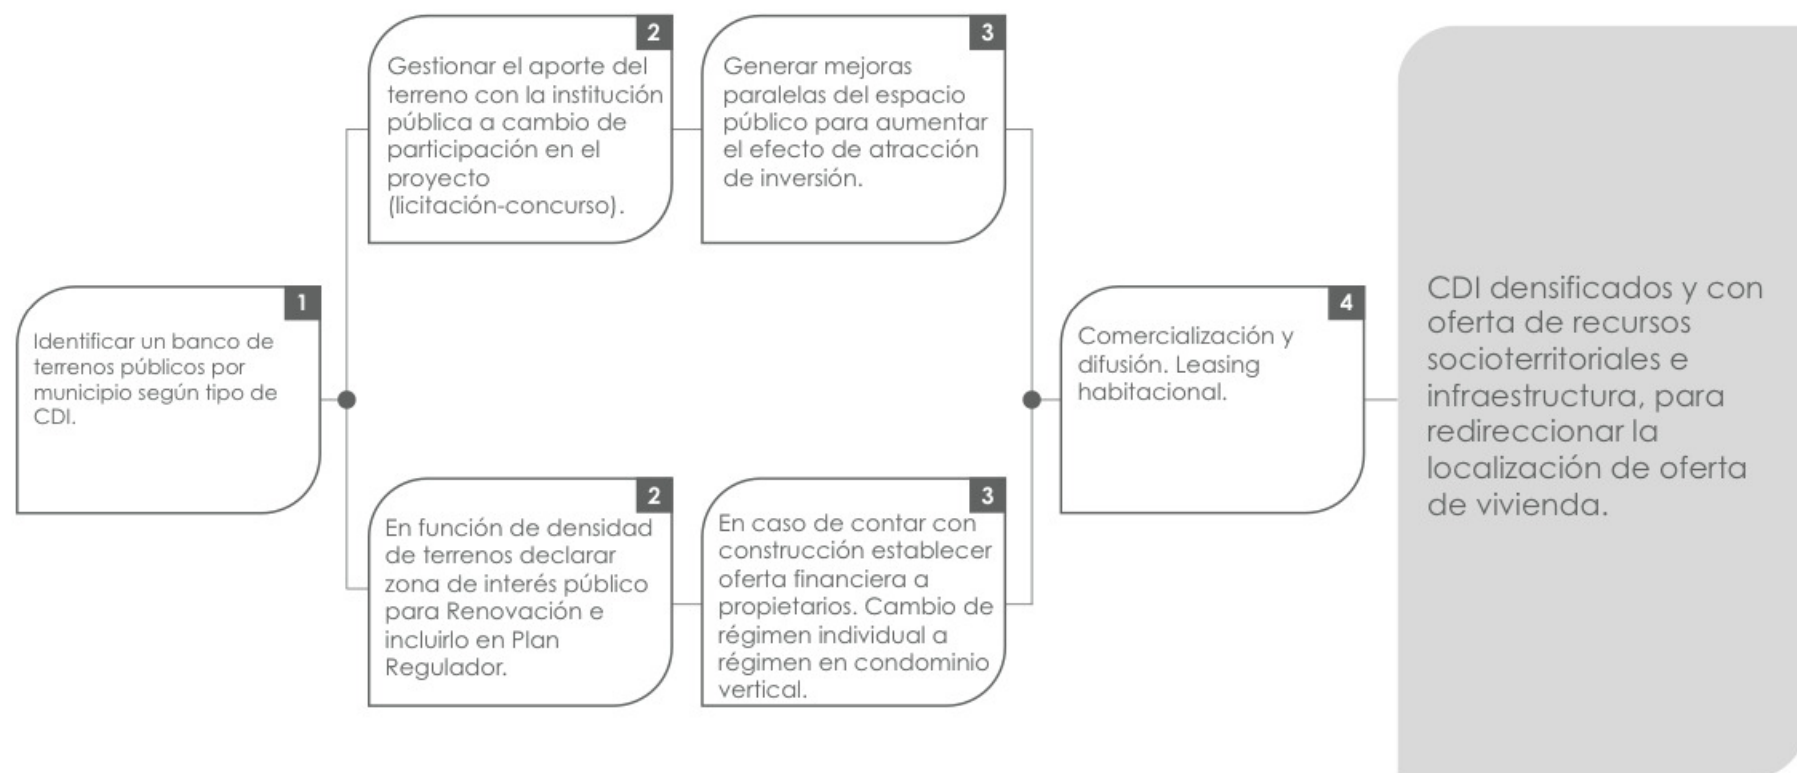 1
Identificar un banco de
terrenos públicos por
municipio según tipo de
CDI.
2
Gestionar el aporte del
terreno con la institución
pública a cambio de
participación en el
proyecto
(licitación-concurso).
3
Generar mejoras
paralelas del espacio
público para aumentar
el efecto de atracción
de inversión.
2
En función de densidad
de terrenos declarar
zona de interés público
para Renovación e
incluirlo en Plan
Regulador.
3
En caso de contar con
construcción establecer
oferta financiera a
propietarios. Cambio de
régimen individual a
régimen en condominio
vertical.
4
Comercialización y
difusión. Leasing
habitacional.
CDI densificados y con
oferta de recursos
socioterritoriales e
infraestructura, para
redireccionar la
localización de oferta
de vivienda.